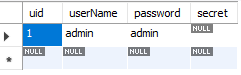 uid userName password secret
1 admin admin NULL
NULL NULL NULL NULL